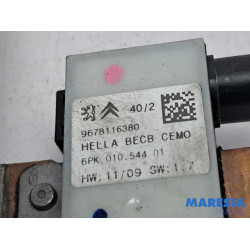 40/2
9678116380
HELLA BECB CEMO
6PK 010.544 01
HW: 11/09 SW: 1.7
MARESIA